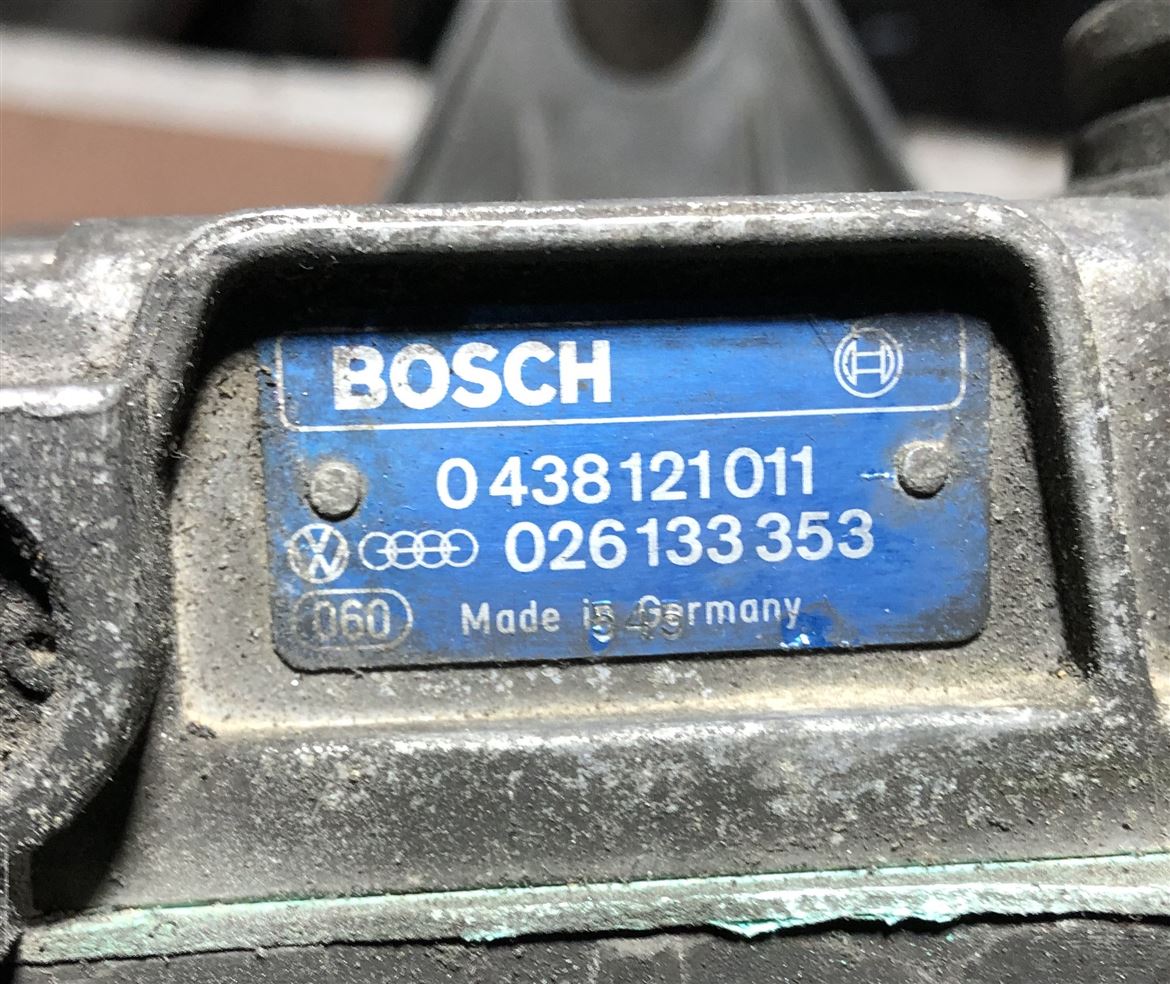 BOSCH
0 438 121 011
026 133 353
060
Made in Germany